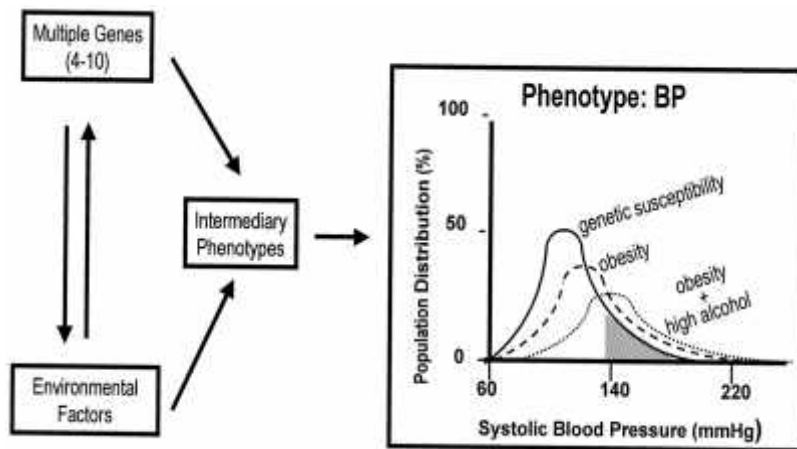 Multiple Genes
(4-10)
Intermediary
Phenotypes
Environmental
Factors
Phenotype: BP
100
50
0
Population Distribution (%)
genetic susceptibility
obesity
obesity
+
high alcohol
60
140
220
Systolic Blood Pressure (mmHg)